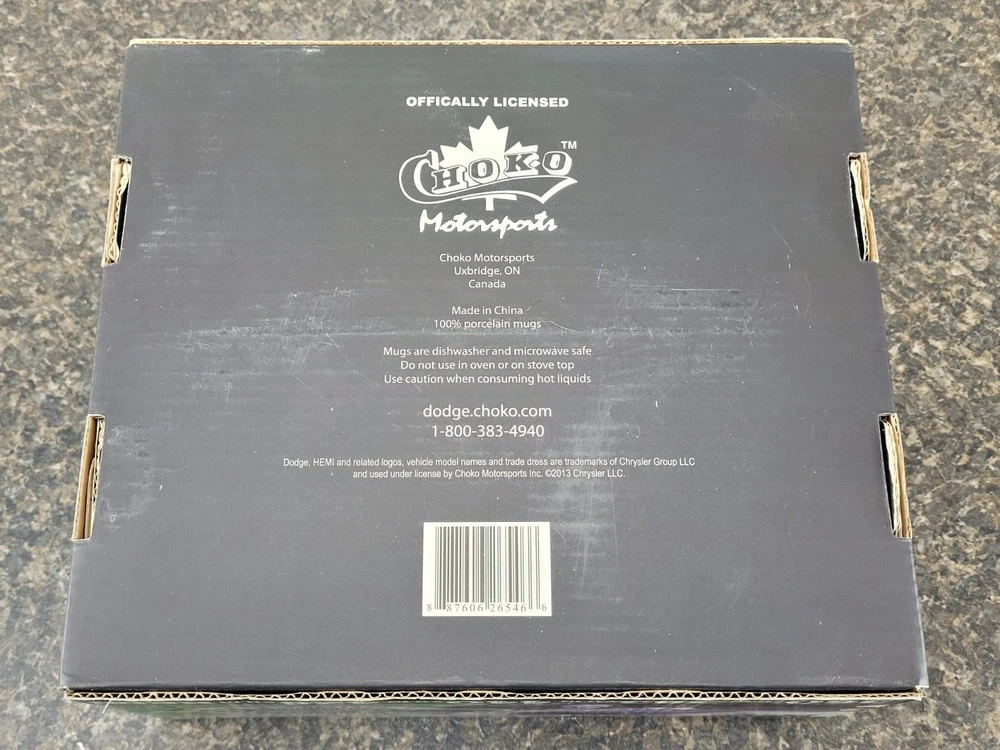 OFFICALLY LICENSED
CHOKO™
Motorsports
Choko Motorsports
Uxbridge, ON
Canada
Made in China
100% porcelain mugs
Mugs are dishwasher and microwave safe
Do not use in oven or on stove top
Use caution when consuming hot liquids
dodge.choko.com
1-800-383-4940
Dodge, HEMI and related logos, vehicle model names and trade dress are trademarks of Chrysler Group LLC
and used under license by Choko Motorsports Inc. ©2013 Chrysler LLC.
8 87606 26546 6